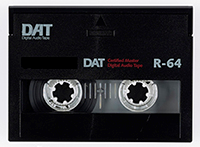 DAT
Digital Audio Tape
DAT Certified Master R-64
Digital Audio Tape